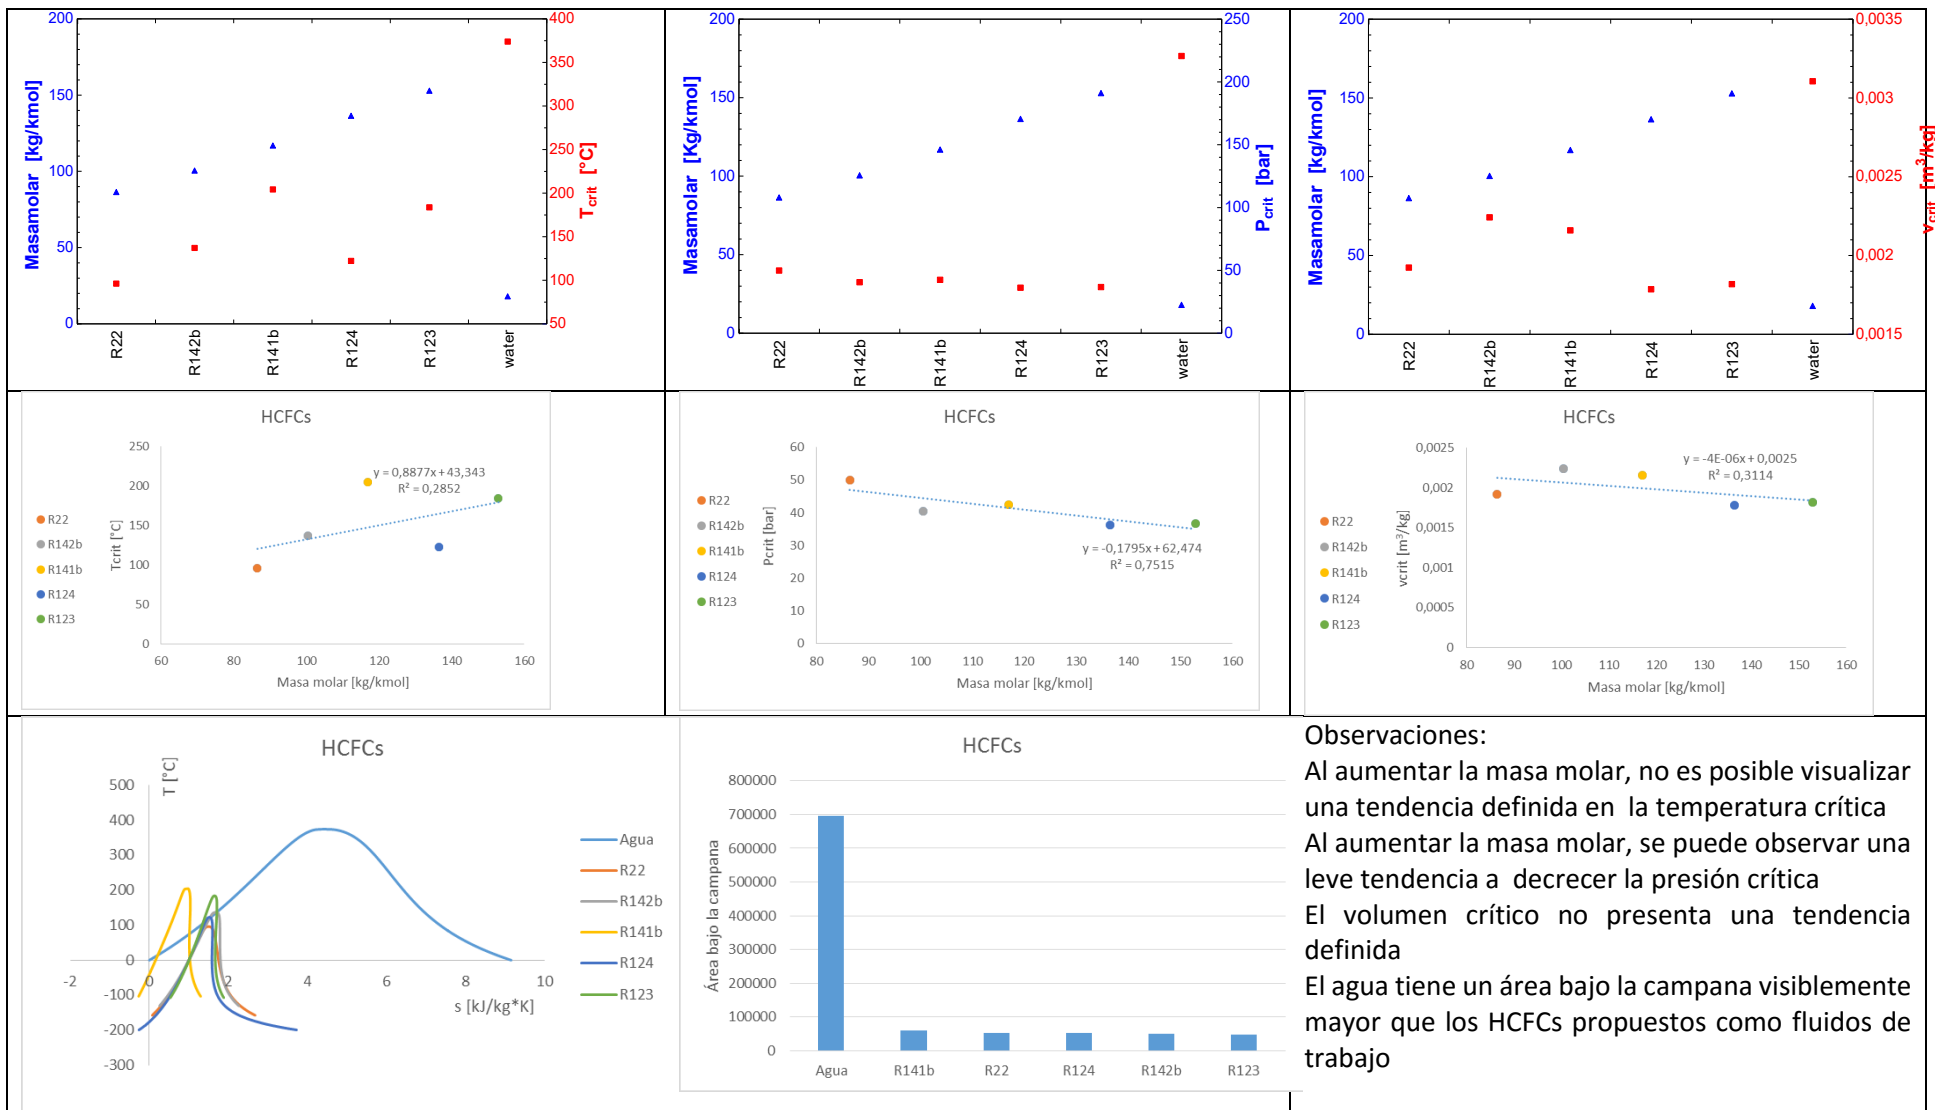 200
150
100
50
0
Masamolar [kg/kmol]
400
350
300
250
200
150
100
50
T crit [°C]
R22
R142b
R141b
R124
R123
water
200
150
100
50
0
Masamolar [Kg/kmol]
250
200
150
100
50
0
P crit [bar]
R22
R142b
R141b
R124
R123
water
200
150
100
50
0
Masamolar [kg/kmol]
0,0035
0,003
0,0025
0,002
0,0015
v crit [m³/kg]
R22
R142b
R141b
R124
R123
water
HCFCs
R22
R142b
R141b
R124
R123
Tcrit [°C]
250
200
150
100
50
0
y = 0,8877x + 43,343
R² = 0,2852
60 80 100 120 140 160
Masa molar [kg/kmol]
HCFCs
R22
R142b
R141b
R124
R123
Pcrit [bar]
60
50
40
30
20
10
0
y = -0,1795x + 62,474
R² = 0,7515
80 90 100 110 120 130 140 150 160
Masa molar [kg/kmol]
HCFCs
R22
R142b
R141b
R124
R123
vcrit [m³/kg]
0,0025
0,002
0,0015
0,001
0,0005
0
y = -4E-06x + 0,0025
R² = 0,3114
80 90 100 110 120 130 140 150 160
Masa molar [kg/kmol]
HCFCs
T [°C]
500
400
300
200
100
0
-100
-200
-300
-2 0 2 4 6 8 10
s [kJ/kg*K]
Agua
R22
R142b
R141b
R124
R123
HCFCs
Área bajo la campana
800000
700000
600000
500000
400000
300000
200000
100000
0
Agua R141b R22 R124 R142b R123
Observaciones:
Al aumentar la masa molar, no es posible visualizar
una tendencia definida en la temperatura crítica
Al aumentar la masa molar, se puede observar una
leve tendencia a decrecer la presión crítica
El volumen crítico no presenta una tendencia
definida
El agua tiene un área bajo la campana visiblemente
mayor que los HCFCs propuestos como fluidos de
trabajo